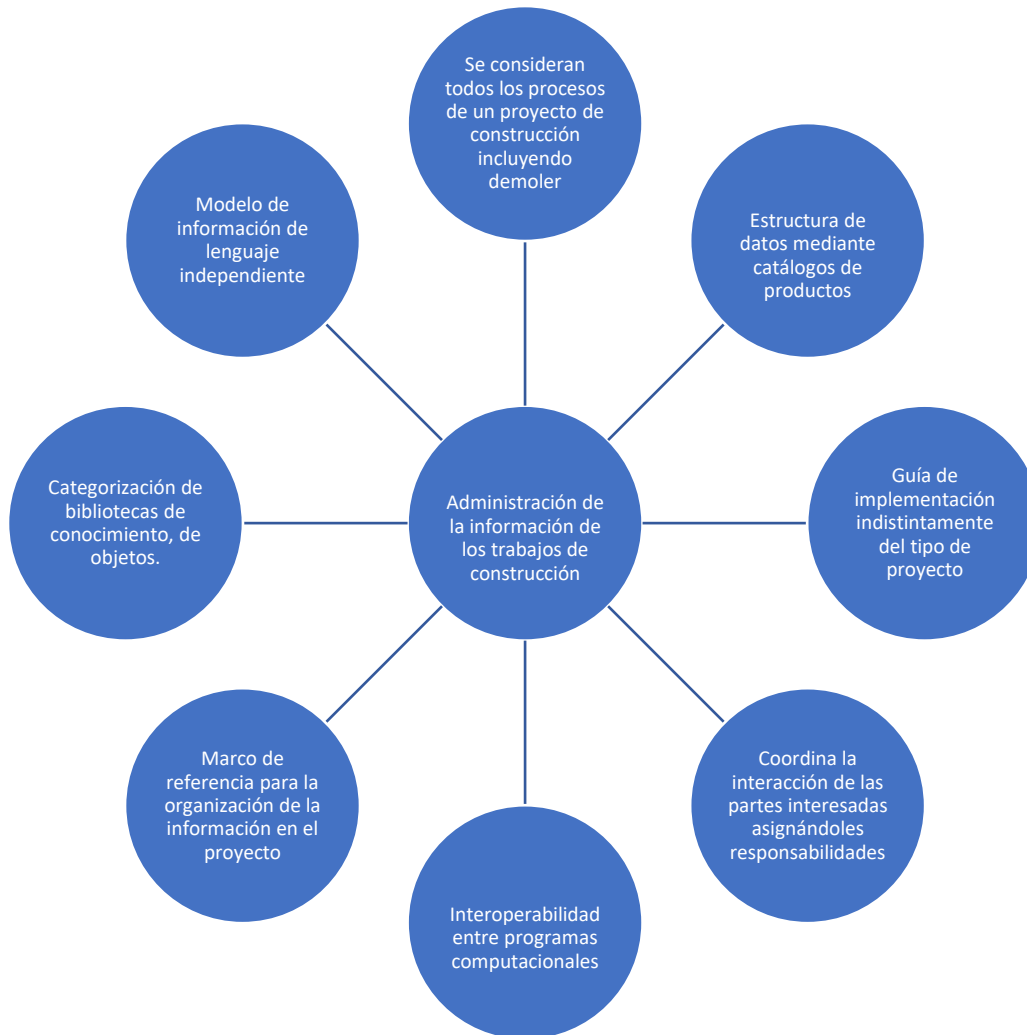 Se consideran
todos los procesos
de un proyecto de
construcción
incluyendo
demoler
Estructura de
datos mediante
catálogos de
productos
Guía de
implementación
indistintamente
del tipo de
proyecto
Coordina la
interacción de las
partes interesadas
asignándoles
responsabilidades
Interoperabilidad
entre programas
computacionales
Marco de
referencia para la
organización de la
información en el
proyecto
Categorización de
bibliotecas de
conocimiento, de
objetos.
Modelo de
información de
lenguaje
independiente
Administración de
la información de
los trabajos de
construcción